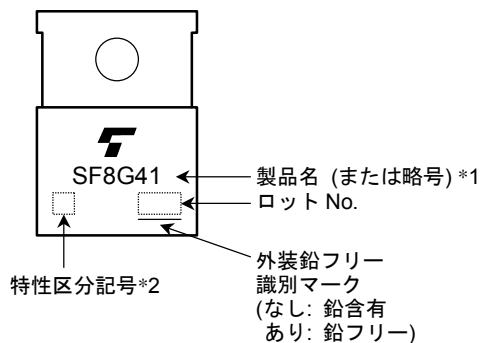 SF8G41
製品名 (または略号) *1
ロット No.
特性区分記号*2
外装鉛フリー
識別マーク
(なし: 鉛含有
あり: 鉛フリー)